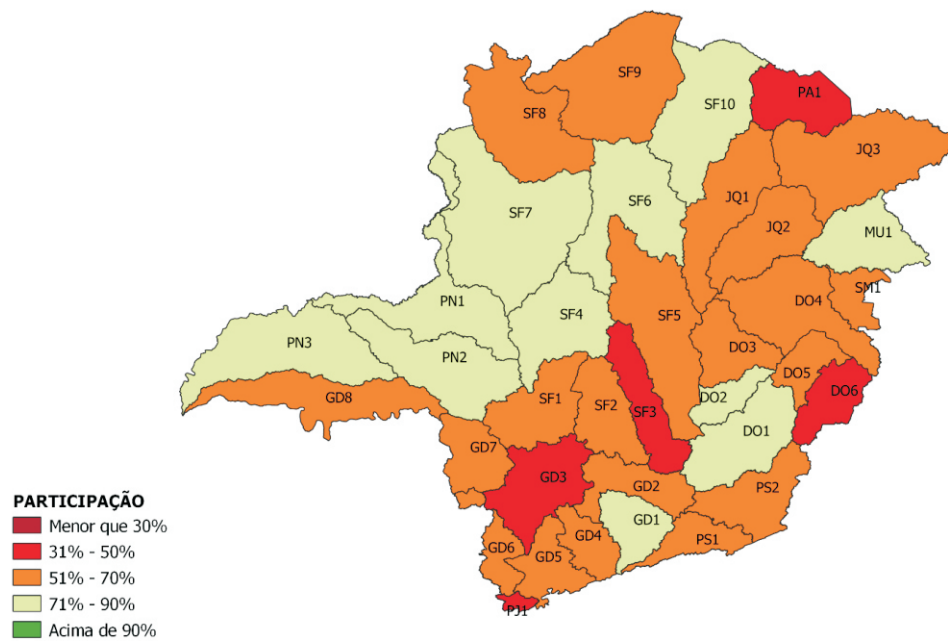 SF9
PA1
SF10
SF8
JQ3
JQ1
SF6
SF7
JQ2
MU1
SM1
PN1
DO4
SF4
SF5
PN3
DO3
PN2
DO5
DO6
GD8
SF1
DO2
SF2
SF3
DO1
GD7
GD3
GD2
PS2
GD1
PS1
GD4
GD6
GD5
PJ1
PARTICIPAÇÃO
Menor que 30%
31% - 50%
51% - 70%
71% - 90%
Acima de 90%